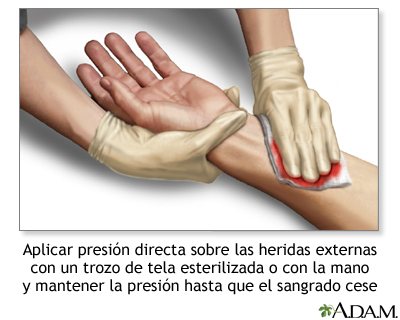 Aplicar presión directa sobre las heridas externas
con un trozo de tela esterilizada o con la mano
y mantener la presión hasta que el sangrado cese
A.D.A.M.